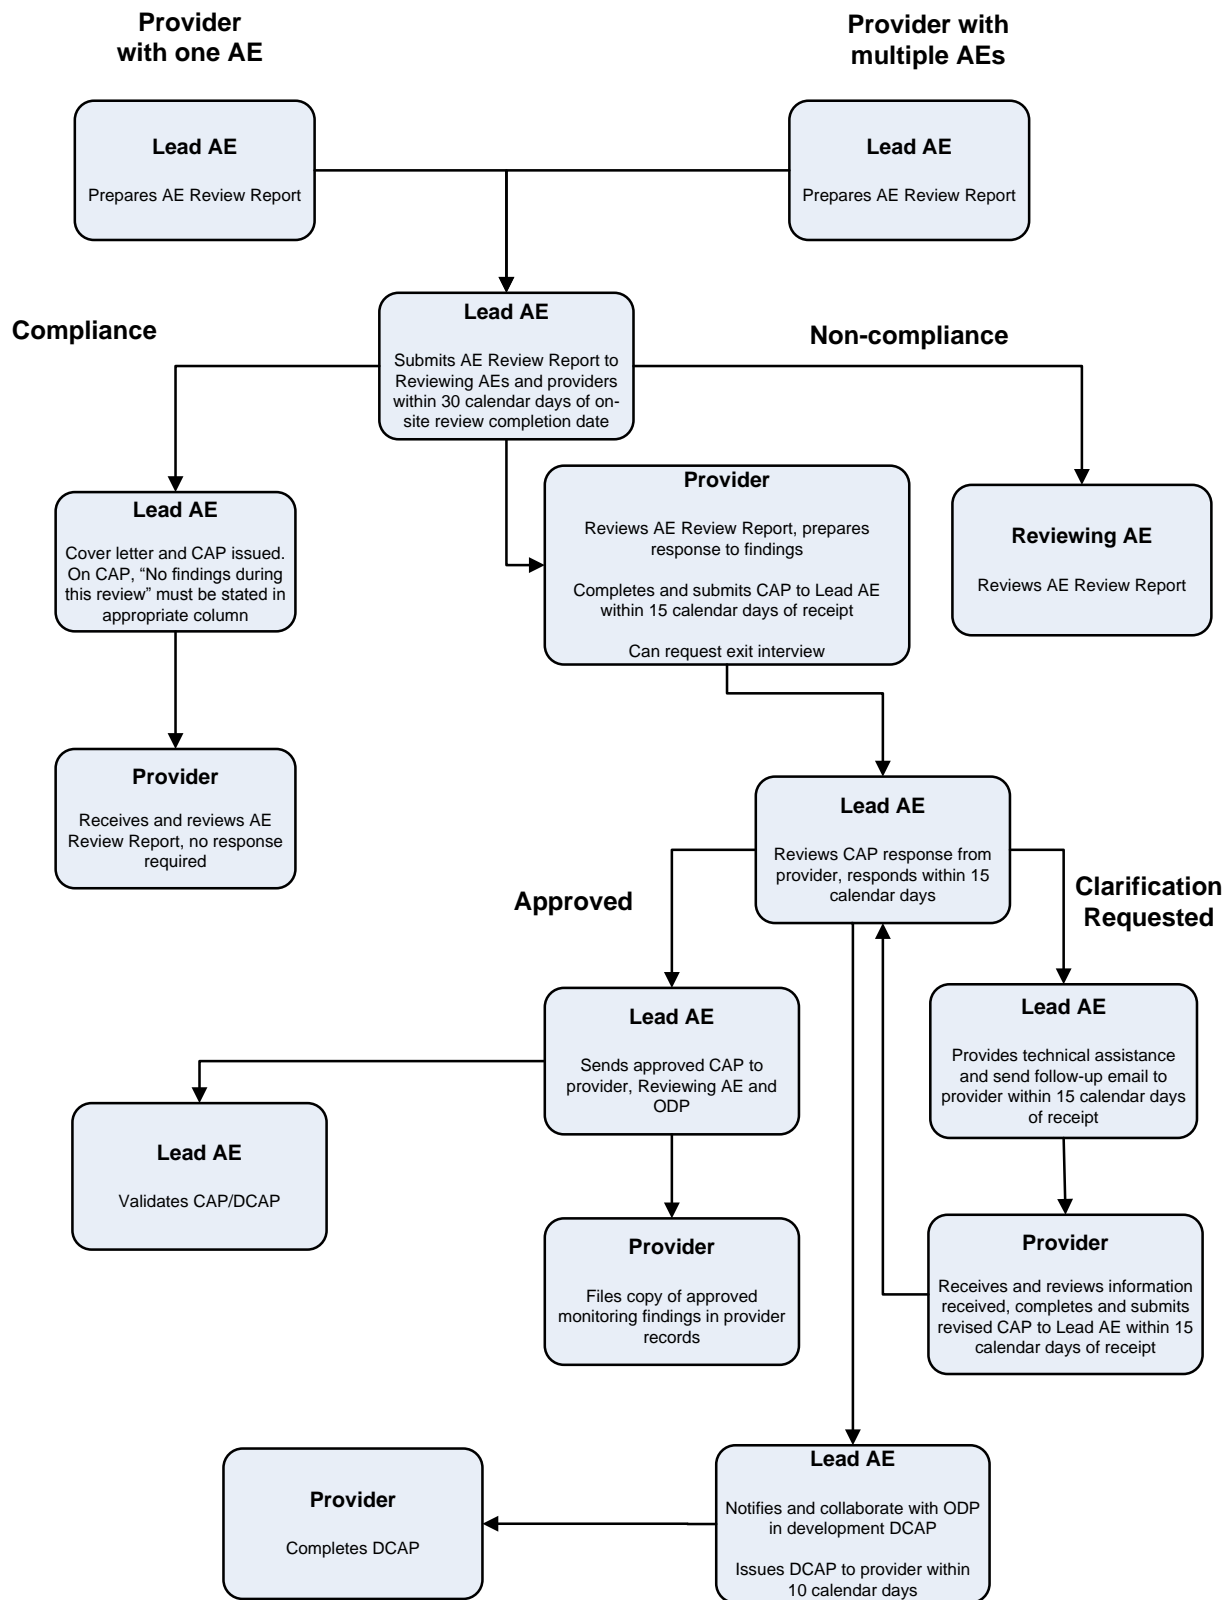 Provider
with one AE
Provider with
multiple AEs
Lead AE
Prepares AE Review Report
Lead AE
Prepares AE Review Report
Compliance
Non-compliance
Lead AE
Submits AE Review Report to
Reviewing AEs and providers
within 30 calendar days of on-
site review completion date
Lead AE
Cover letter and CAP issued.
On CAP, “No findings during
this review” must be stated in
appropriate column
Provider
Reviews AE Review Report, prepares
response to findings
Completes and submits CAP to Lead AE
within 15 calendar days of receipt
Can request exit interview
Reviewing AE
Reviews AE Review Report
Provider
Receives and reviews AE
Review Report, no response
required
Lead AE
Reviews CAP response from
provider, responds within 15
calendar days
Approved
Clarification
Requested
Lead AE
Sends approved CAP to
provider, Reviewing AE and
ODP
Lead AE
Provides technical assistance
and send follow-up email to
provider within 15 calendar days
of receipt
Lead AE
Validates CAP/DCAP
Provider
Files copy of approved
monitoring findings in provider
records
Provider
Receives and reviews information
received, completes and submits
revised CAP to Lead AE within 15
calendar days of receipt
Provider
Completes DCAP
Lead AE
Notifies and collaborate with ODP
in development DCAP
Issues DCAP to provider within
10 calendar days